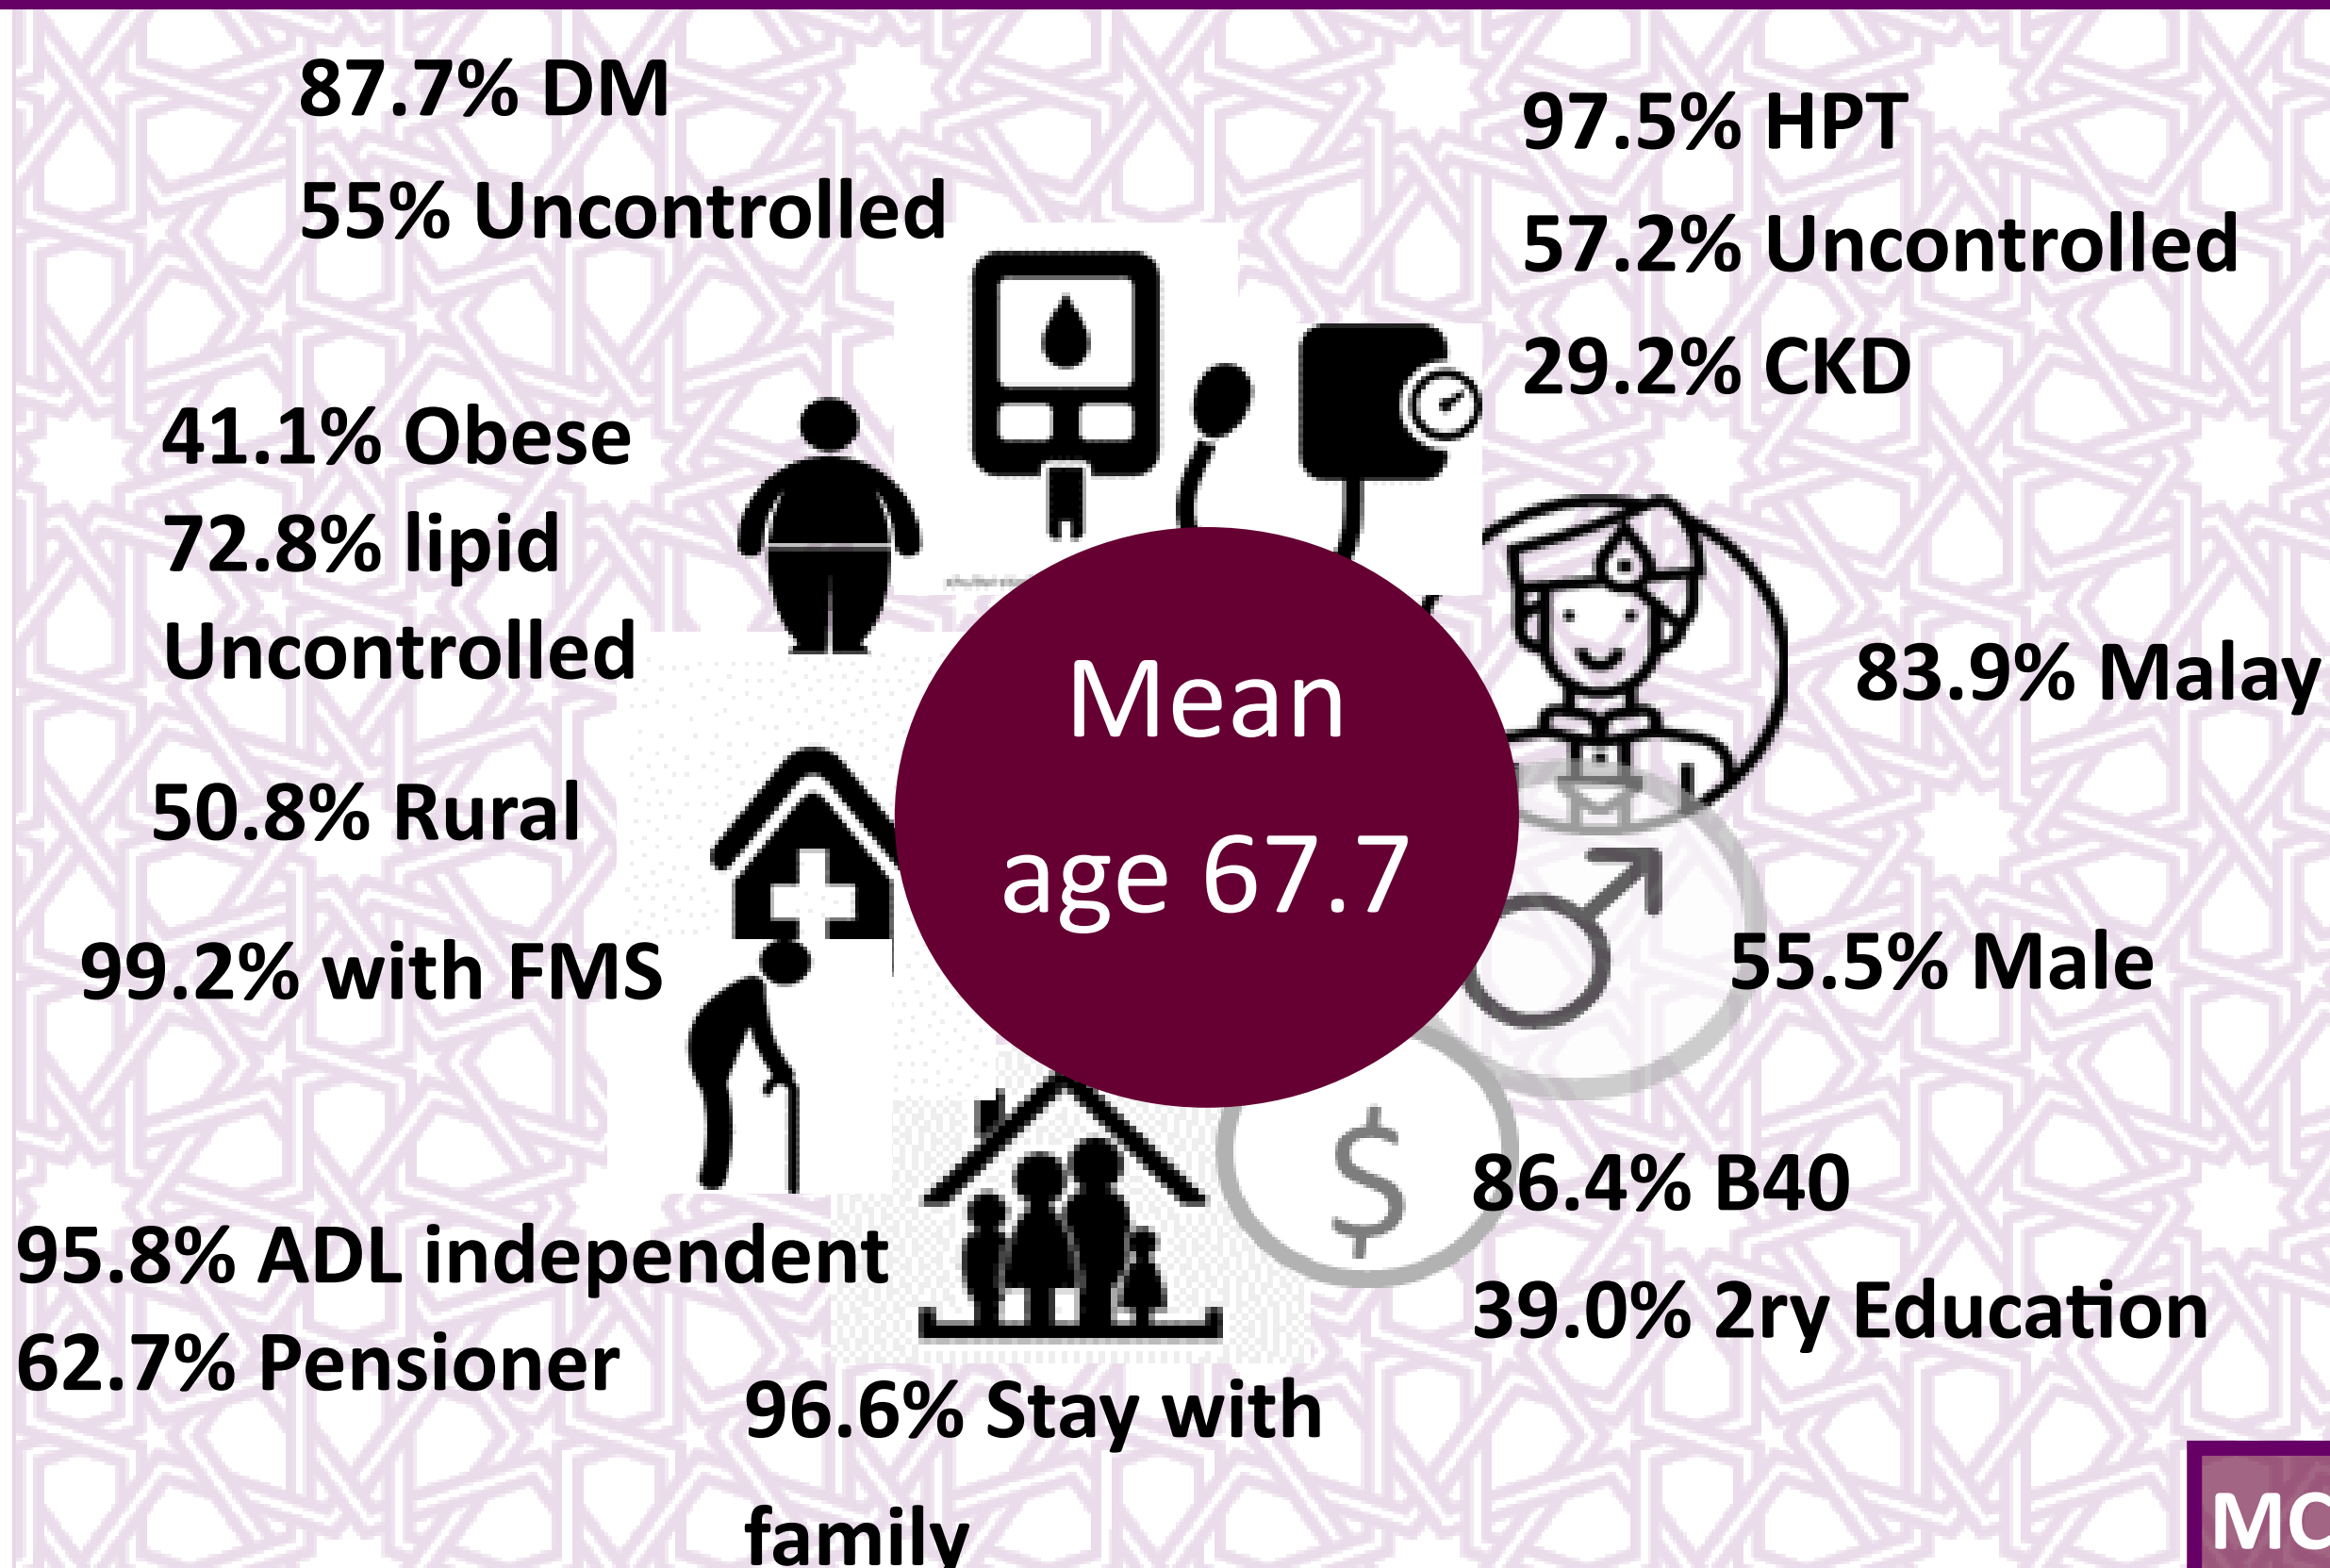 87.7% DM
55% Uncontrolled
97.5% HPT
57.2% Uncontrolled
29.2% CKD
41.1% Obese
72.8% lipid
Uncontrolled
Mean
age 67.7
83.9% Malay
50.8% Rural
99.2% with FMS
55.5% Male
95.8% ADL independent
62.7% Pensioner
86.4% B40
39.0% 2ry Education
$
96.6% Stay with
family
MC